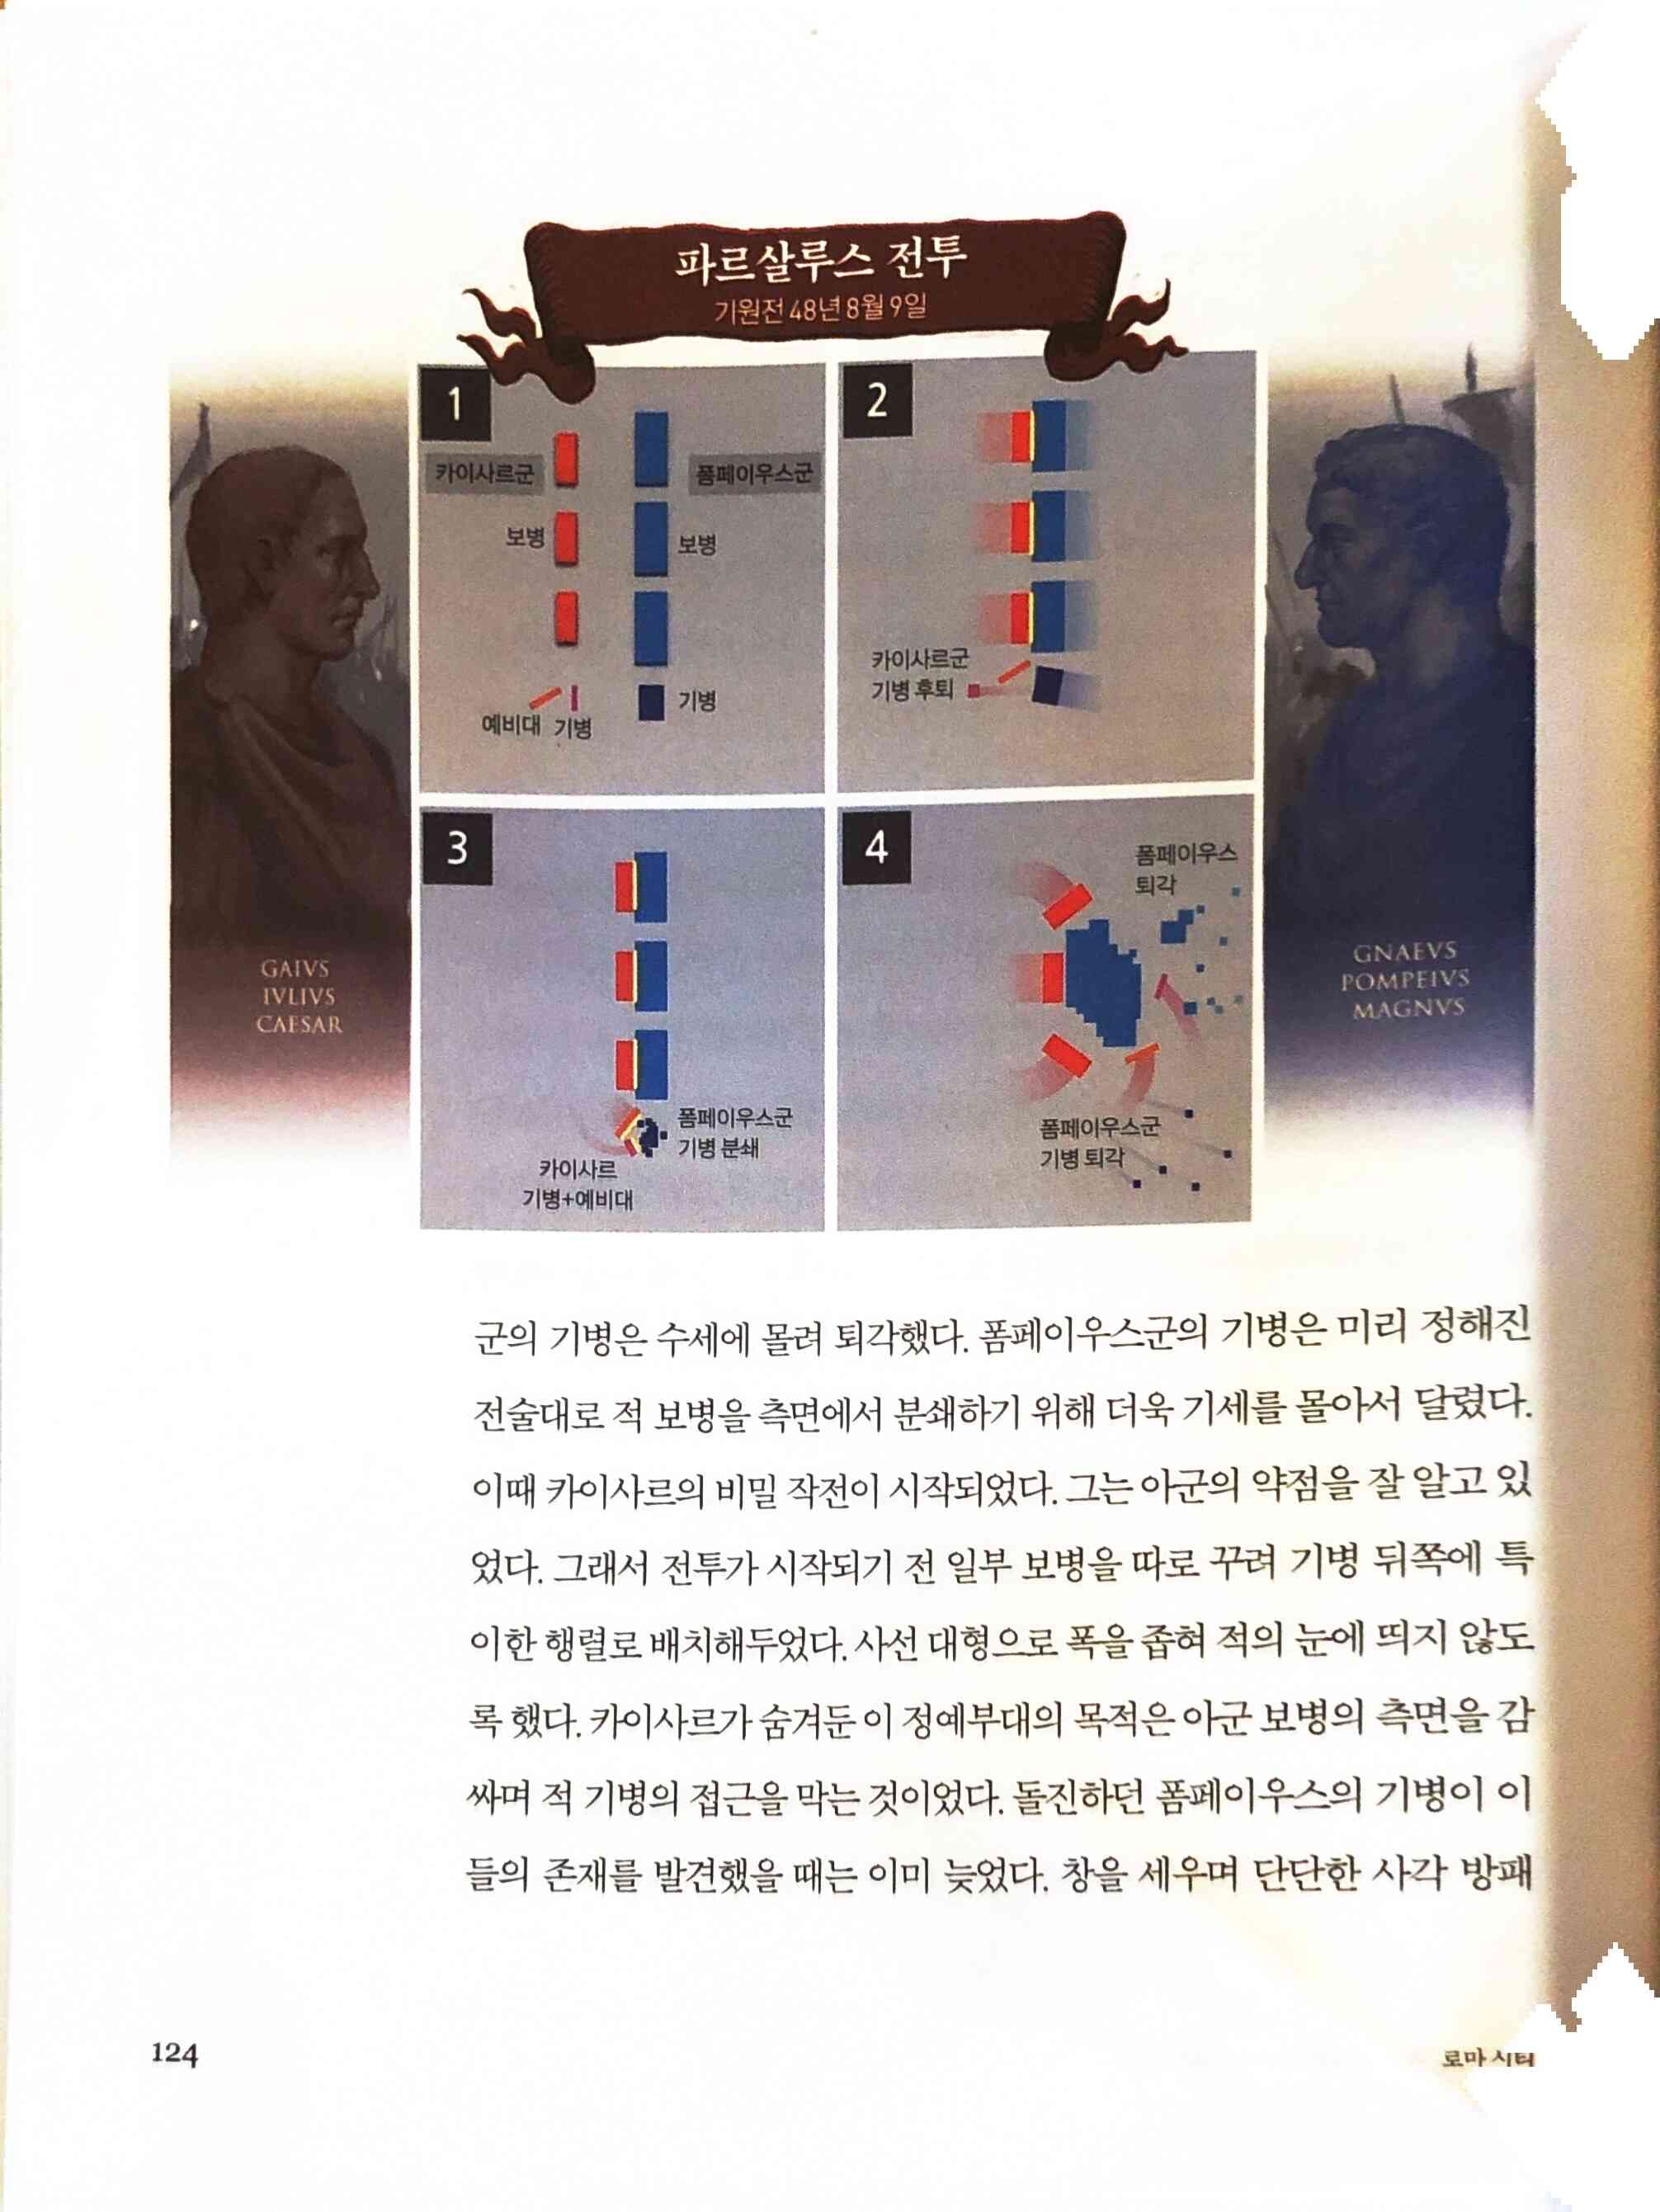 파르살루스 전투
기원전 48년 8월 9일
1
카이사르군
폼페이우스군
보병
보병
예비대
기병
기병
2
카이사르군
기병 후퇴
3
폼페이우스군
기병 분쇄
카이사르
기병+예비대
4
폼페이우스
퇴각
폼페이우스군
기병 퇴각
GAIVS
IVLIVS
CAESAR
GNAEVS
POMPEIVS
MAGNVS
군의 기병은 수세에 몰려 퇴각했다. 폼페이우스군의 기병은 미리 정해진
전술대로 적 보병을 측면에서 분쇄하기 위해 더욱 기세를 몰아서 달렸다.
이때 카이사르의 비밀 작전이 시작되었다. 그는 아군의 약점을 잘 알고 있
었다. 그래서 전투가 시작되기 전 일부 보병을 따로 꾸려 기병 뒤쪽에 특
이한 행렬로 배치해두었다. 사선 대형으로 폭을 좁혀 적의 눈에 띄지 않도
록 했다. 카이사르가 숨겨둔 이 정예부대의 목적은 아군 보병의 측면을 감
싸며 적 기병의 접근을 막는 것이었다. 돌진하던 폼페이우스의 기병이 이
들의 존재를 발견했을 때는 이미 늦었다. 창을 세우며 단단한 사각 방패
124
로마 시티